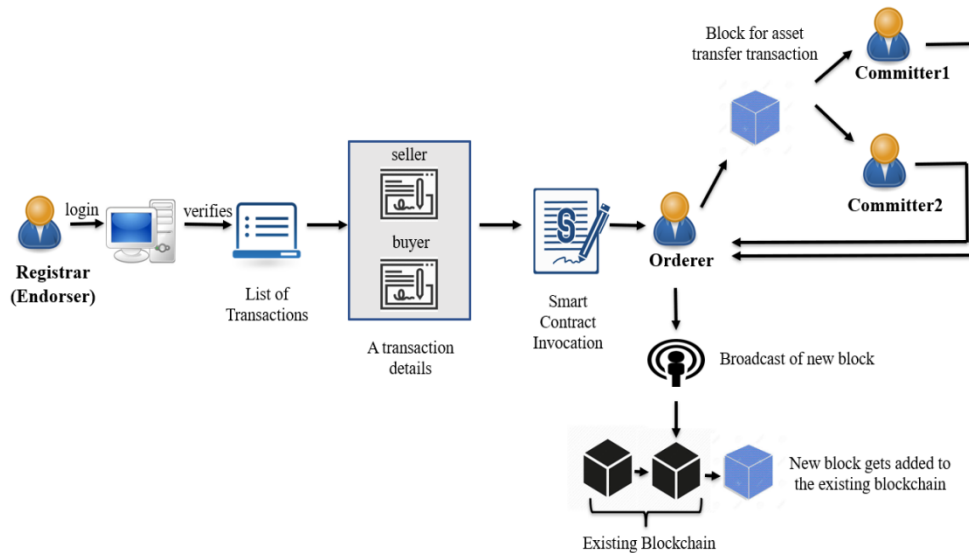 Block for asset
transfer transaction
Committer1
Committer2
seller
buyer
login
verifies
Registrar
(Endorser)
List of
Transactions
A transaction
details
S
Smart
Contract
Invocation
Orderer
Broadcast of new block
New block gets added to
the existing blockchain
Existing Blockchain